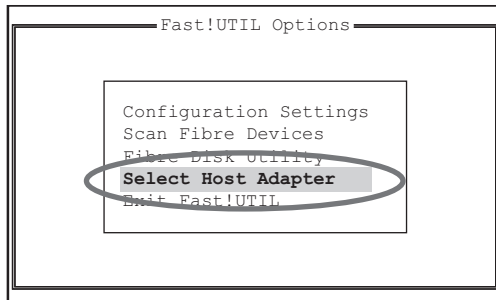 Fast!UTIL Options
Configuration Settings
Scan Fibre Devices
Fibre Disk Utility
Select Host Adapter
Exit Fast!UTIL